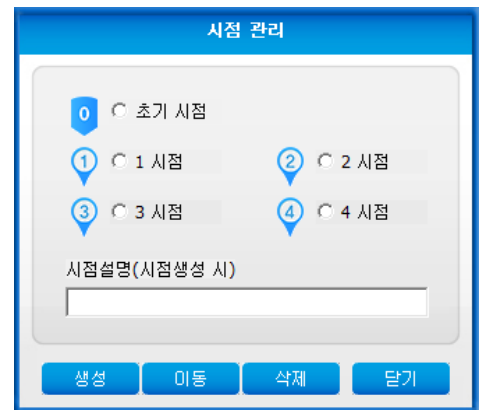 시점 관리
0 초기 시점
1 1 시점 2 2 시점
3 3 시점 4 4 시점
시점설명(시점생성 시)
생성 이동 삭제 닫기